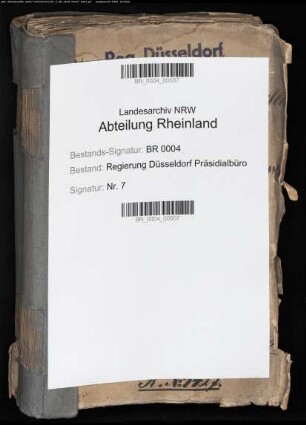 Reg. Düsseldorf
BR_0004_00007
Landesarchiv NRW
Abteilung Rheinland
Bestands-Signatur: BR 0004
Bestand: Regierung Düsseldorf Präsidialbüro
Signatur: Nr. 7
BR_0004_00007